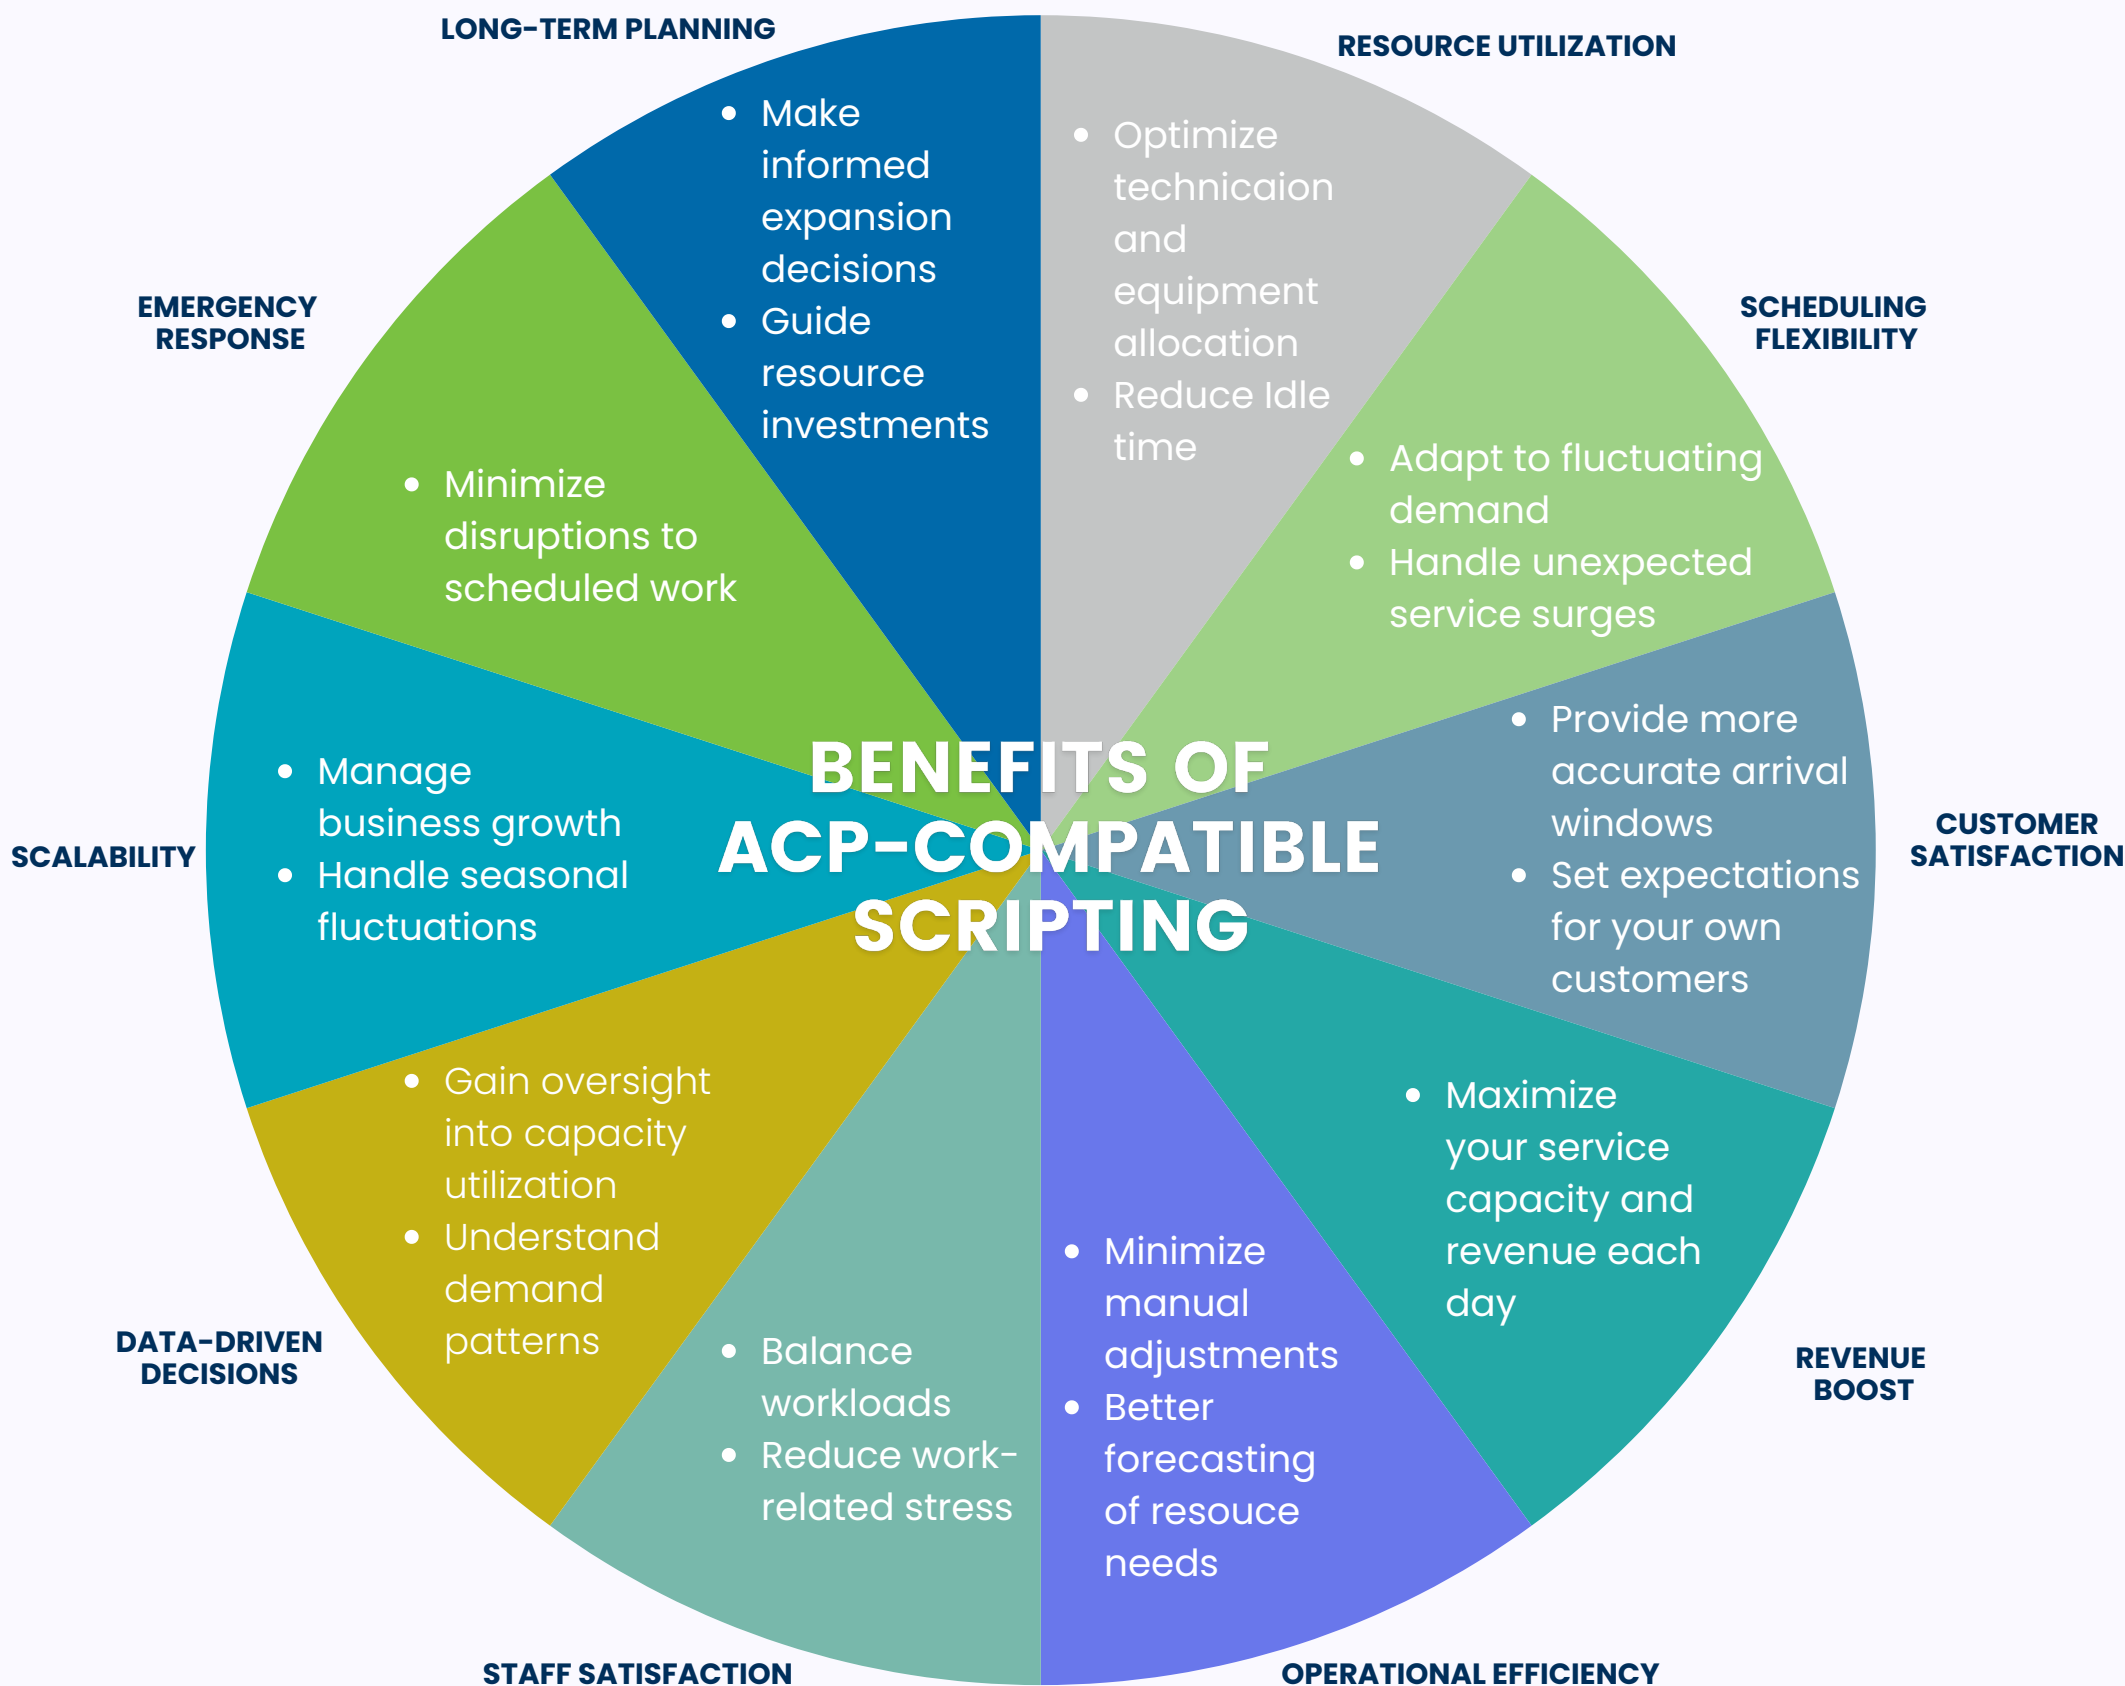 LONG-TERM PLANNING
RESOURCE UTILIZATION
• Make
informed
expansion
decisions
• Guide
resource
investments
• Optimize
technicaion
and
equipment
allocation
• Reduce Idle
time
EMERGENCY
RESPONSE
SCHEDULING
FLEXIBILITY
• Minimize
disruptions to
scheduled work
• Adapt to fluctuating
demand
• Handle unexpected
service surges
BENEFITS OF
ACP-COMPATIBLE
SCRIPTING
SCALABILITY
• Manage
business growth
• Handle seasonal
fluctuations
• Provide more
accurate arrival
windows
• Set expectations
for your own
customers
CUSTOMER
SATISFACTION
• Gain oversight
into capacity
utilization
• Understand
demand
patterns
• Maximize
your service
capacity and
revenue each
day
DATA-DRIVEN
DECISIONS
REVENUE
BOOST
• Balance
workloads
• Reduce work-
related stress
• Minimize
manual
adjustments
• Better
forecasting
of resouce
needs
STAFF SATISFACTION
OPERATIONAL EFFICIENCY